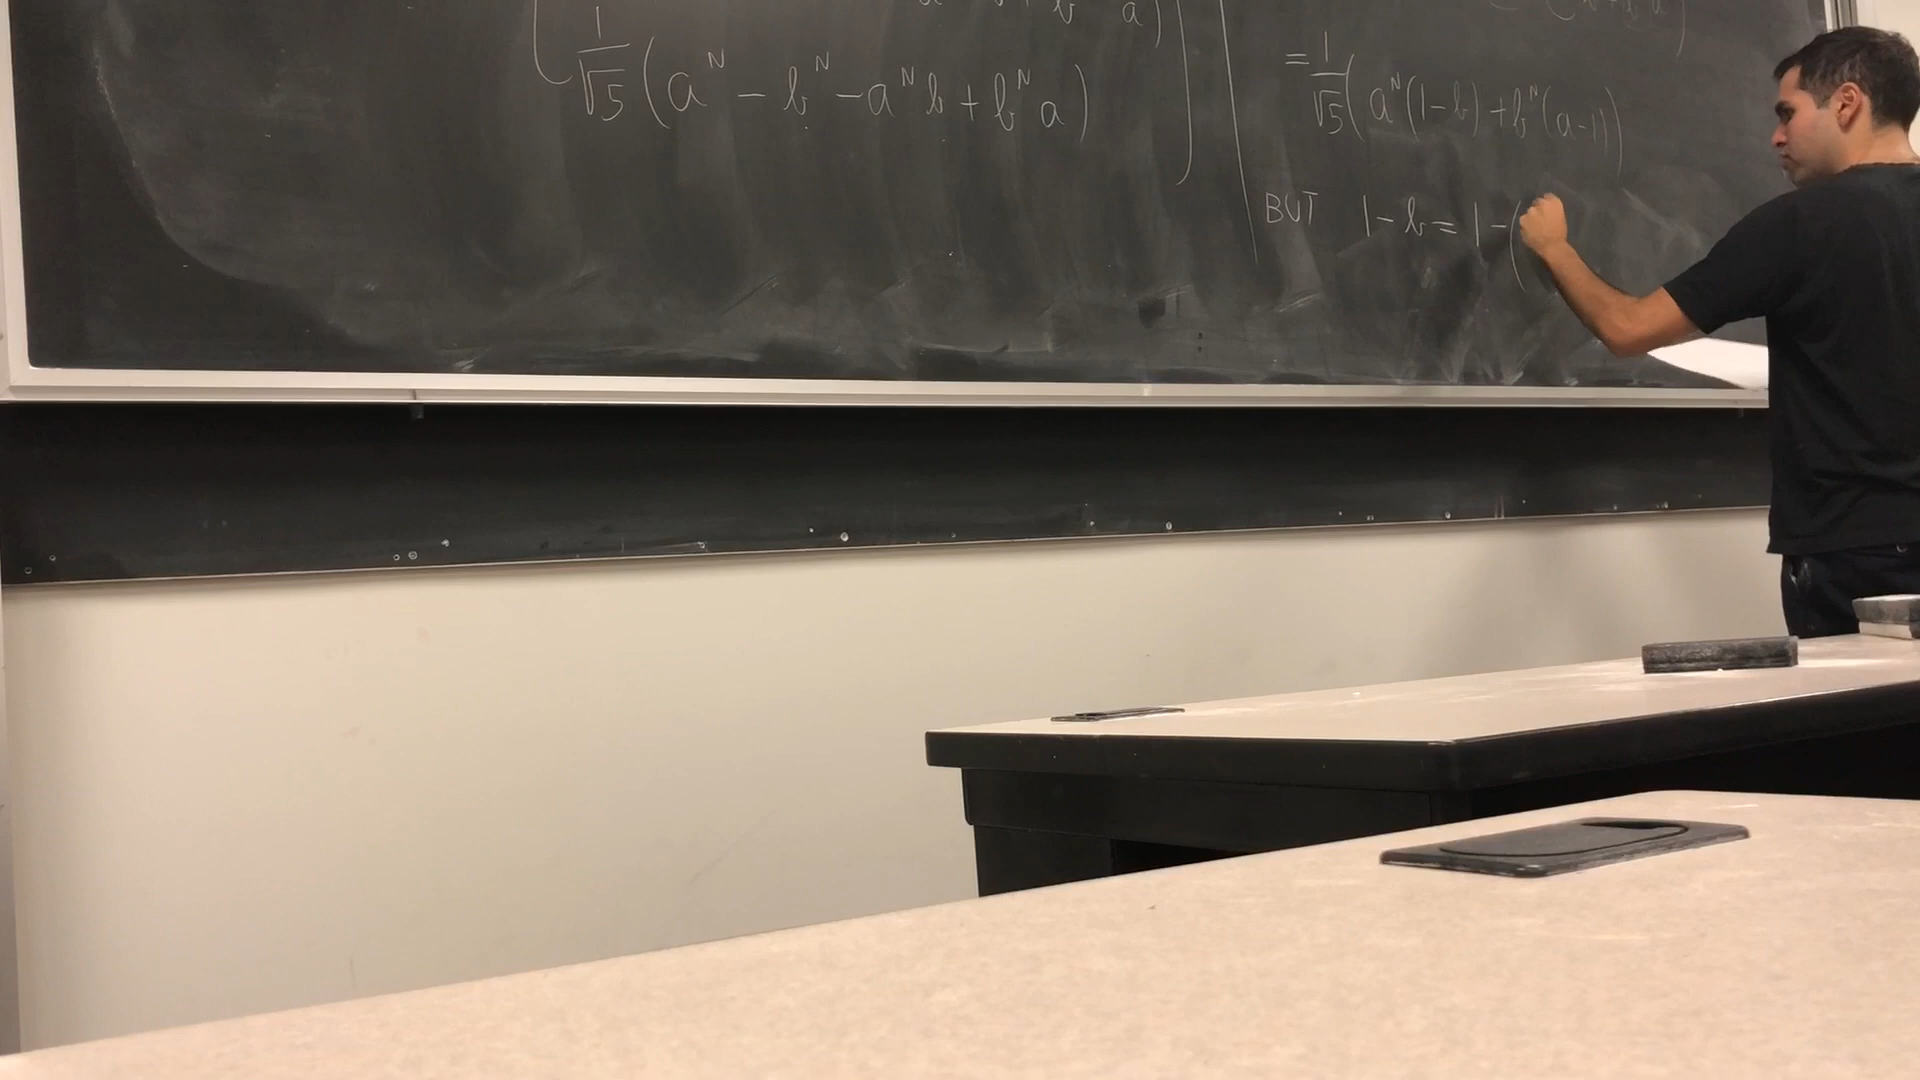 1/√5 (a^N − b^N − a^N b + b^N a)
= 1/√5 (a^N (1−b) + b^N (a−1))
BUT 1−b = 1−(